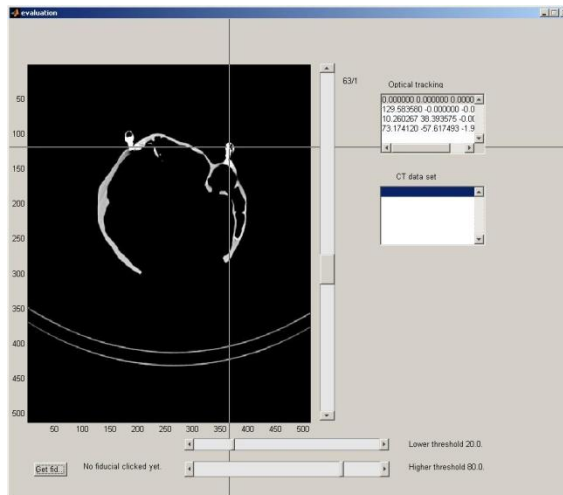 evaluation
63/1
Optical tracking
0.000000 0.000000 0.0000
129.583580 -0.000000 -0.0
10.260267 38.393575 -0.00
73.174120 -57.617493 -1.9
CT data set
50
100
150
200
250
300
350
400
450
500
50 100 150 200 250 300 350 400 450 500
Lower threshold 20.0.
Get fid...
No fiducial clicked yet.
Higher threshold 80.0.